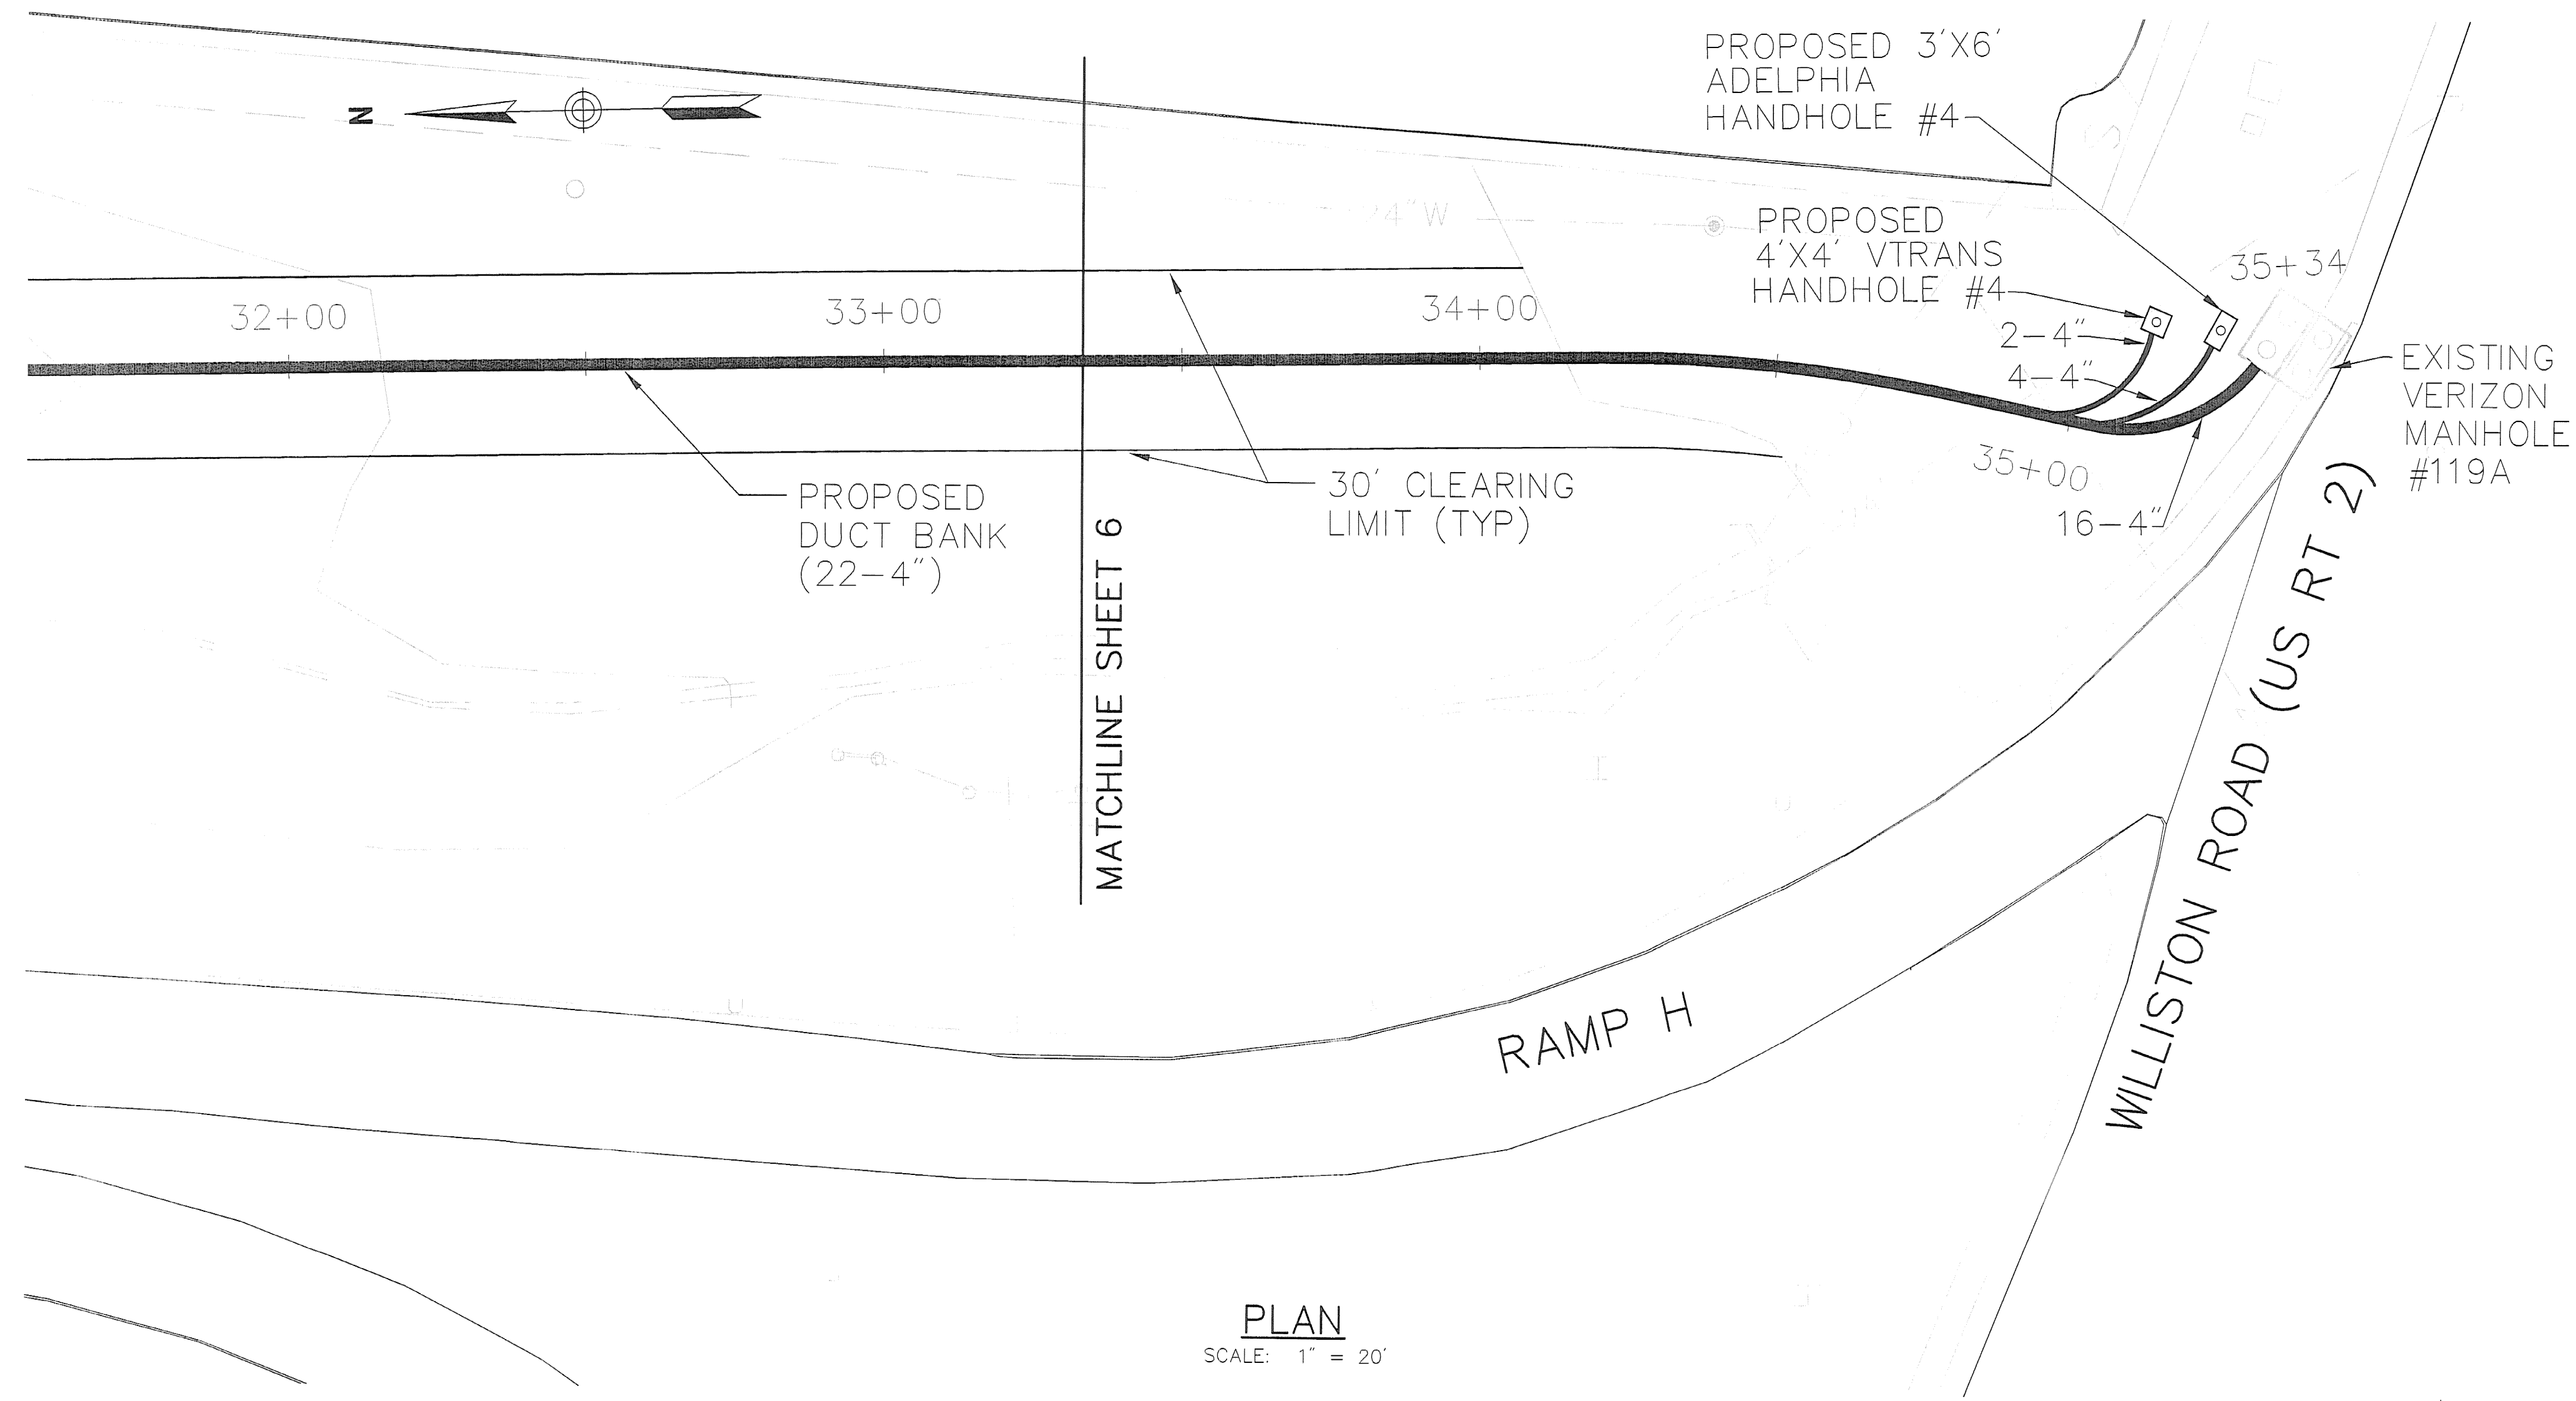 PROPOSED 3'X6'
ADELPHIA
HANDHOLE #4
N
24"W
PROPOSED
4'X4' VTRANS
HANDHOLE #4
35+34
32+00
33+00
34+00
2-4"
4-4"
EXISTING
VERIZON
MANHOLE
#119A
35+00
16-4"
PROPOSED
DUCT BANK
(22-4")
30' CLEARING
LIMIT (TYP)
MATCHLINE SHEET 6
WILLISTON ROAD (US RT 2)
RAMP H
PLAN
SCALE: 1" = 20'